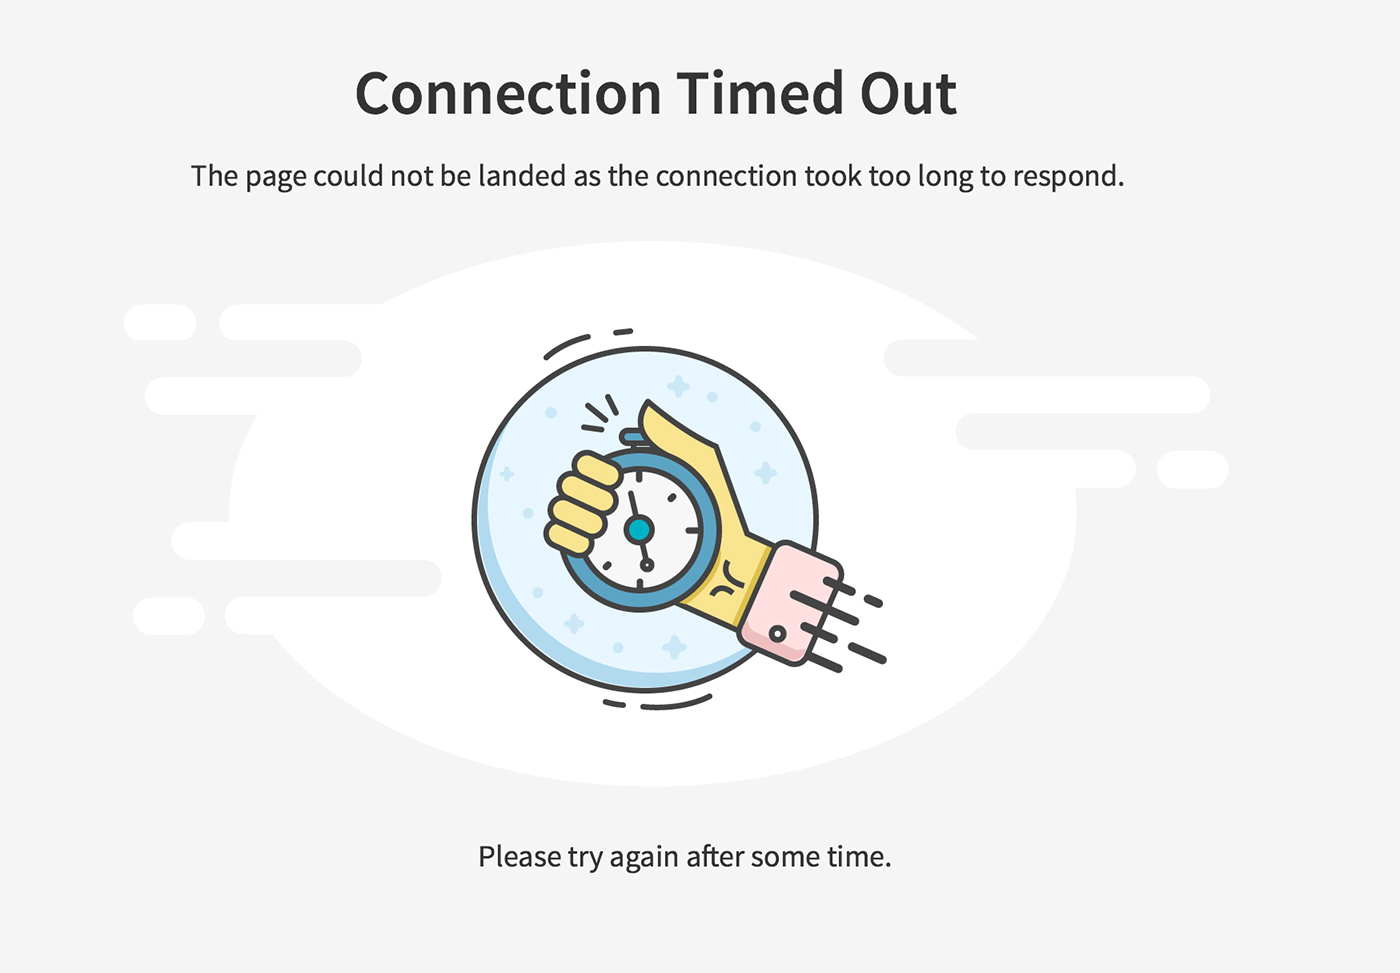 Connection Timed Out
The page could not be landed as the connection took too long to respond.
Please try again after some time.